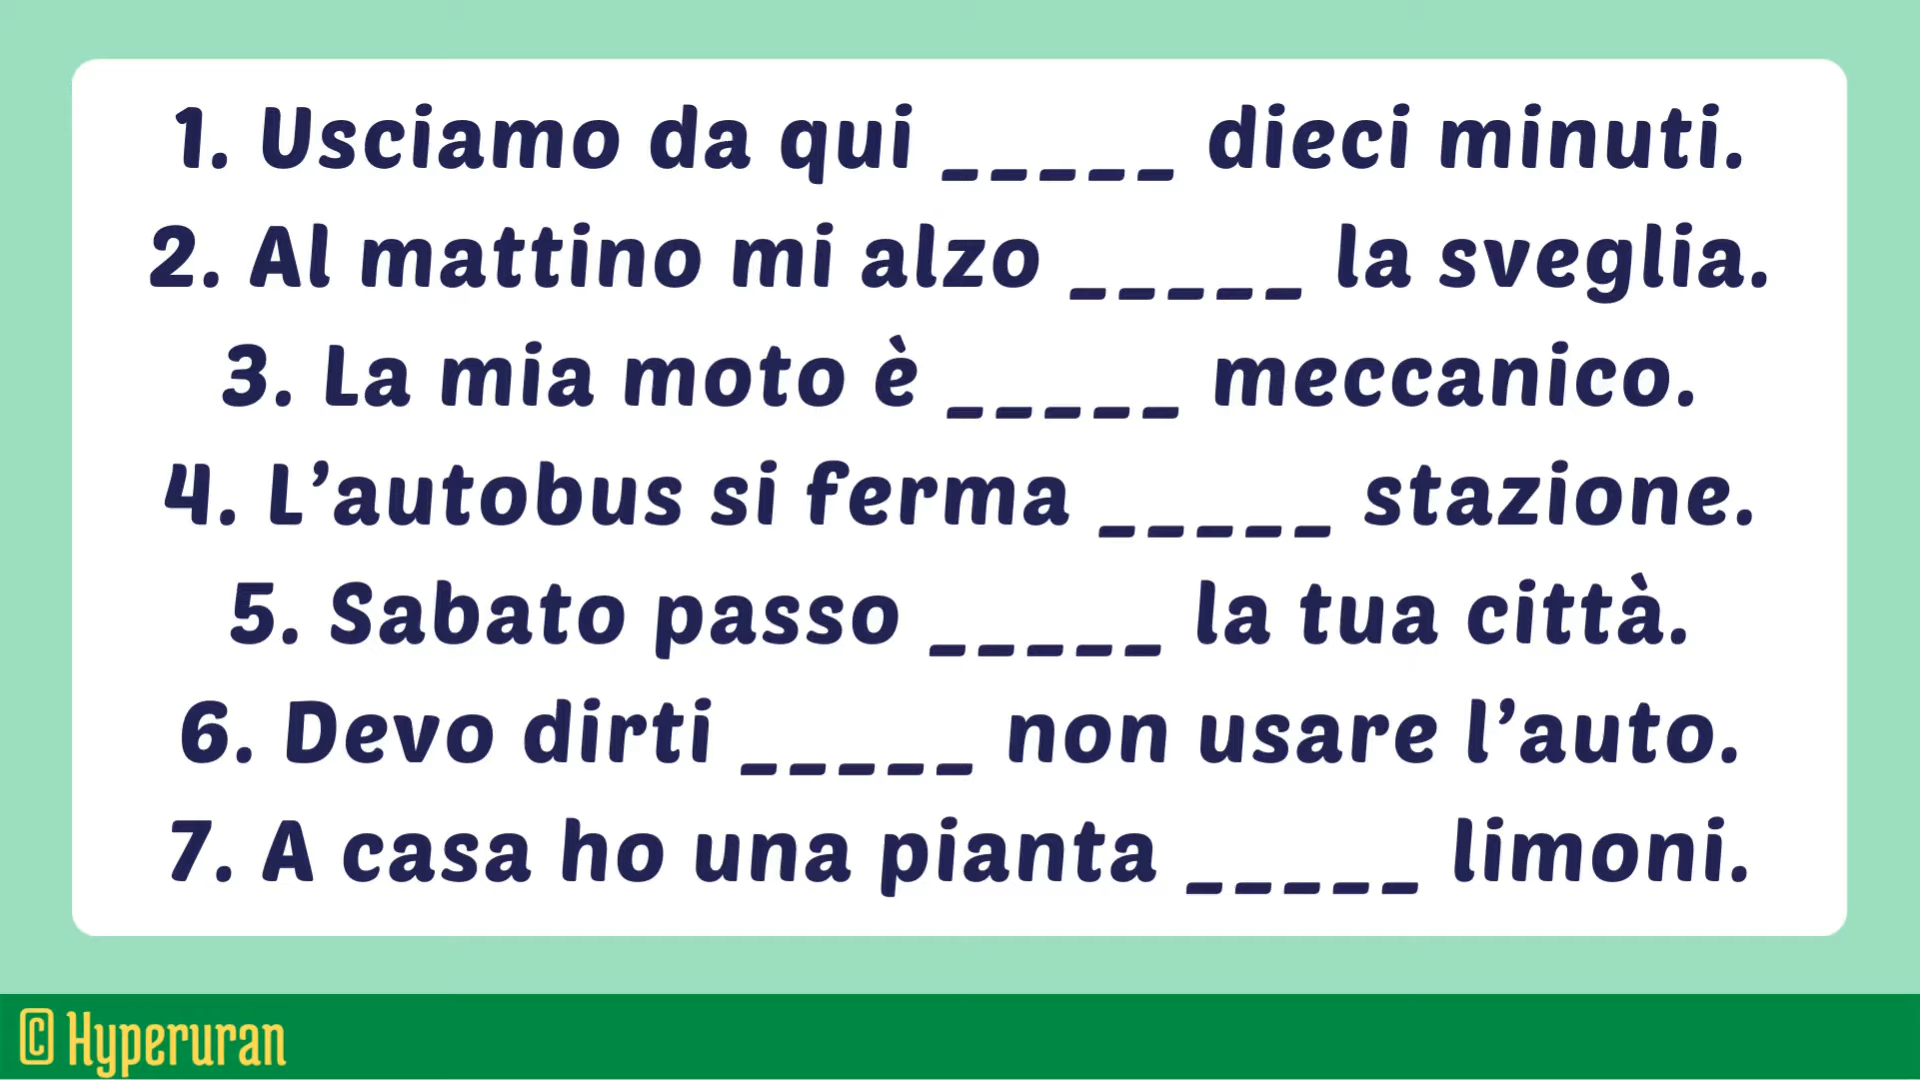 1. Usciamo da qui _____ dieci minuti.
2. Al mattino mi alzo _____ la sveglia.
3. La mia moto è _____ meccanico.
4. L’autobus si ferma _____ stazione.
5. Sabato passo _____ la tua città.
6. Devo dirti _____ non usare l’auto.
7. A casa ho una pianta _____ limoni.
© Hyperuran